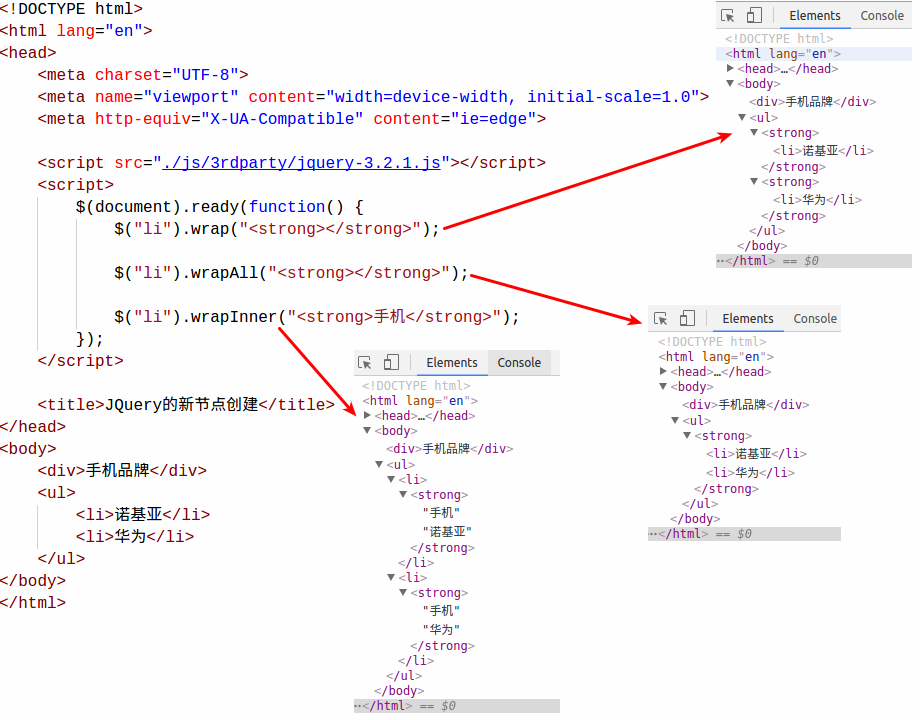 <!DOCTYPE html>
<html lang="en">
<head>
    <meta charset="UTF-8">
    <meta name="viewport" content="width=device-width, initial-scale=1.0">
    <meta http-equiv="X-UA-Compatible" content="ie=edge">
    <script src="./js/3rdparty/jquery-3.2.1.js"></script>
    <script>
        $(document).ready(function() {
            $("li").wrap("<strong></strong>");
            $("li").wrapAll("<strong></strong>");
            $("li").wrapInner("<strong>手机</strong>");
        });
    </script>
    <title>JQuery的新节点创建</title>
</head>
<body>
    <div>手机品牌</div>
    <ul>
        <li>诺基亚</li>
        <li>华为</li>
    </ul>
</body>
</html>
Elements Console
<!DOCTYPE html>
<html lang="en">
<head>…</head>
<body>
<div>手机品牌</div>
<ul>
<strong>
<li>诺基亚</li>
</strong>
<strong>
<li>华为</li>
</strong>
</ul>
</body>
…</html> == $0
Elements Console
<!DOCTYPE html>
<html lang="en">
<head>…</head>
<body>
<div>手机品牌</div>
<ul>
<strong>
<li>诺基亚</li>
<li>华为</li>
</strong>
</ul>
</body>
…</html> == $0
Elements Console
<!DOCTYPE html>
<html lang="en">
<head>…</head>
<body>
<div>手机品牌</div>
<ul>
<li>
<strong>
"手机"
"诺基亚"
</strong>
</li>
<li>
<strong>
"手机"
"华为"
</strong>
</li>
</ul>
</body>
…</html> == $0